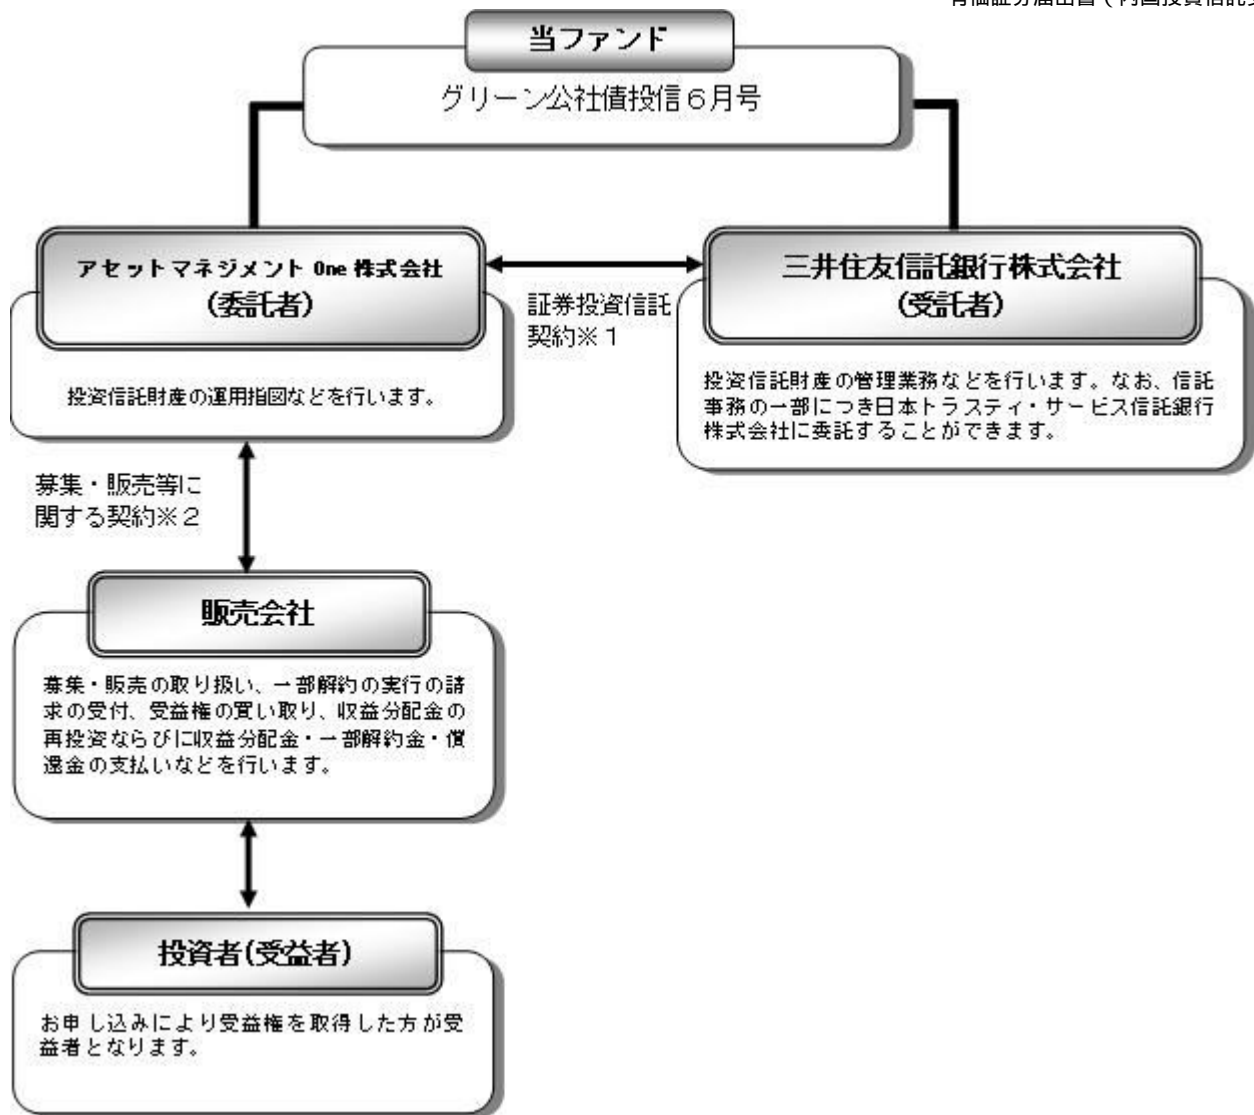 当ファンド
グリーン公社債投信６月号
アセットマネジメント One 株式会社
(委託者)
投資信託財産の運用指図などを行います。
証券投資信託
契約※１
三井住友信託銀行株式会社
(受託者)
投資信託財産の管理業務などを行います。なお、信託
事務の一部につき日本トラスティ・サービス信託銀行
株式会社に委託することができます。
募集・販売等に
関する契約※２
販売会社
募集・販売の取り扱い、一部解約の実行の請
求の受付、受益権の買い取り、収益分配金の
再投資ならびに収益分配金・一部解約金・償
還金の支払いなどを行います。
投資者(受益者)
お申し込みにより受益権を取得した方が受
益者となります。